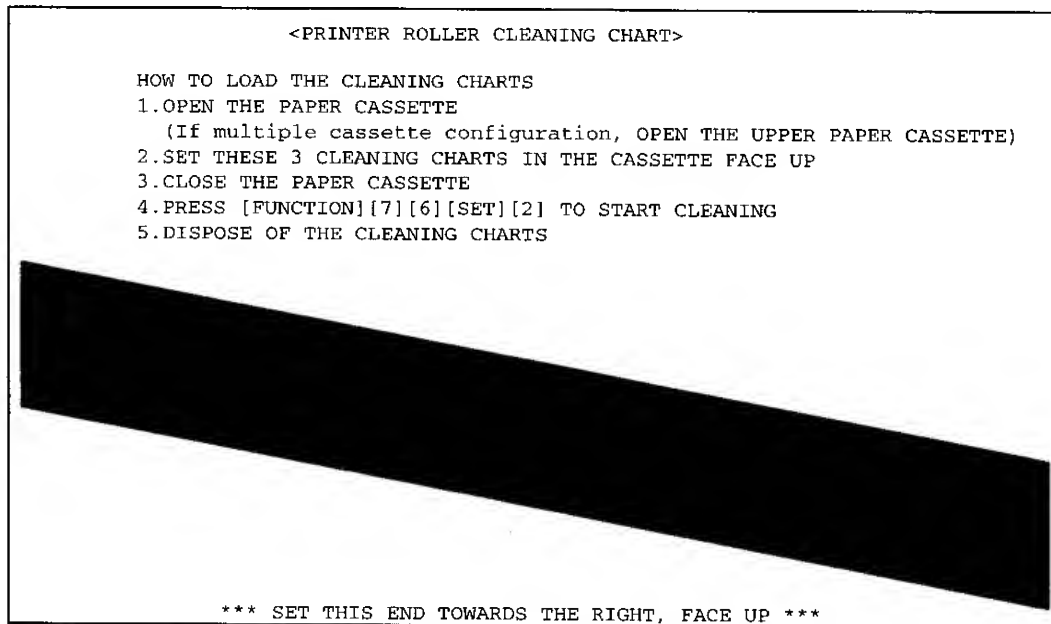 <PRINTER ROLLER CLEANING CHART>
HOW TO LOAD THE CLEANING CHARTS
1.OPEN THE PAPER CASSETTE
(If multiple cassette configuration, OPEN THE UPPER PAPER CASSETTE)
2.SET THESE 3 CLEANING CHARTS IN THE CASSETTE FACE UP
3.CLOSE THE PAPER CASSETTE
4.PRESS [FUNCTION][7][6][SET][2] TO START CLEANING
5.DISPOSE OF THE CLEANING CHARTS
*** SET THIS END TOWARDS THE RIGHT, FACE UP ***